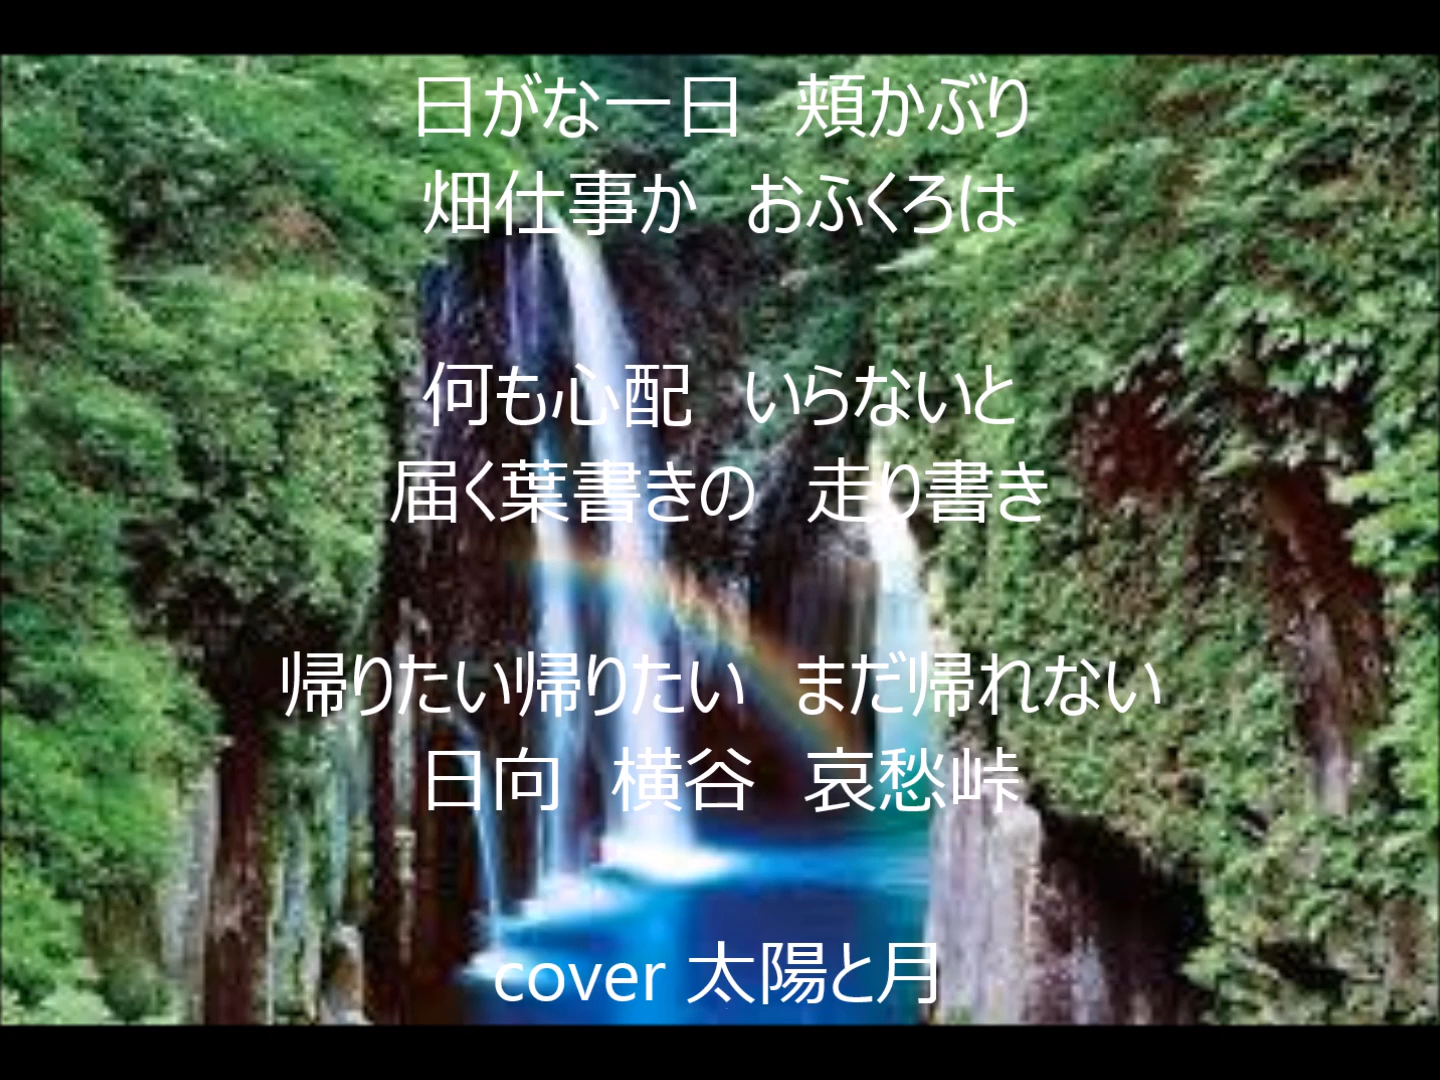 日がな一日　頬かぶり
畑仕事か　おふくろは
何も心配　いらないと
届く葉書きの　走り書き
帰りたい帰りたい　まだ帰れない
日向　横谷　哀愁峠
cover 太陽と月